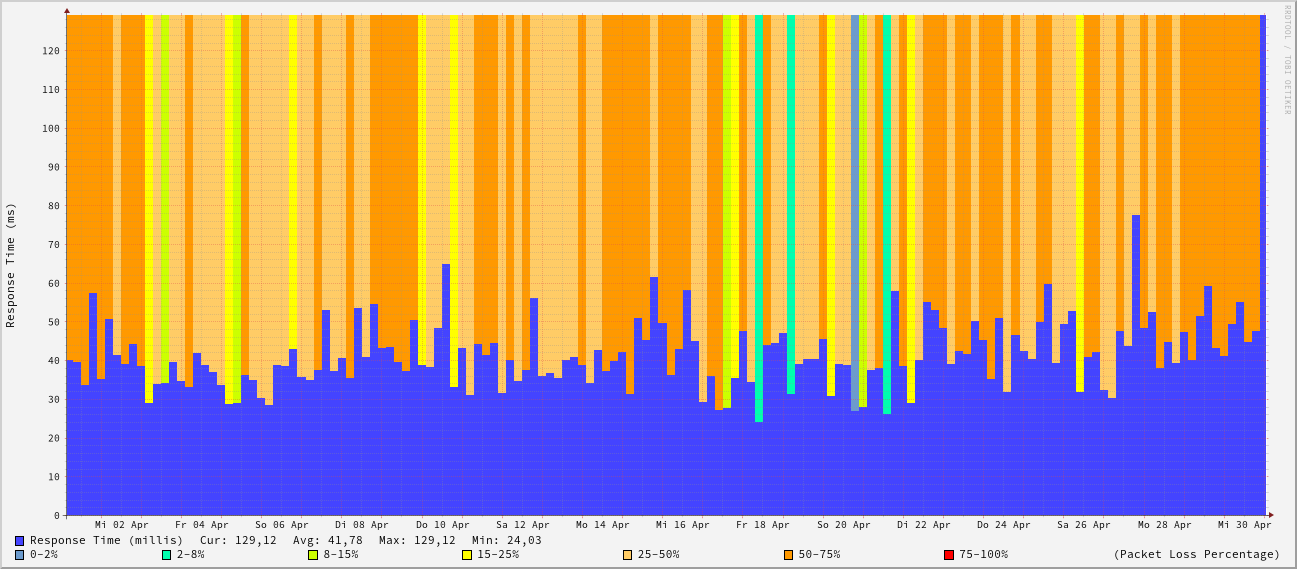 RRDTOOL / TOBI OETIKER
Response Time (ms)
120
110
100
90
80
70
60
50
40
30
20
10
0
Mi 02 Apr Fr 04 Apr So 06 Apr Di 08 Apr Do 10 Apr Sa 12 Apr Mo 14 Apr Mi 16 Apr Fr 18 Apr So 20 Apr Di 22 Apr Do 24 Apr Sa 26 Apr Mo 28 Apr Mi 30 Apr
Response Time (millis) Cur: 129,12 Avg: 41,78 Max: 129,12 Min: 24,03
0-2% 2-8% 8-15% 15-25% 25-50% 50-75% 75-100% (Packet Loss Percentage)